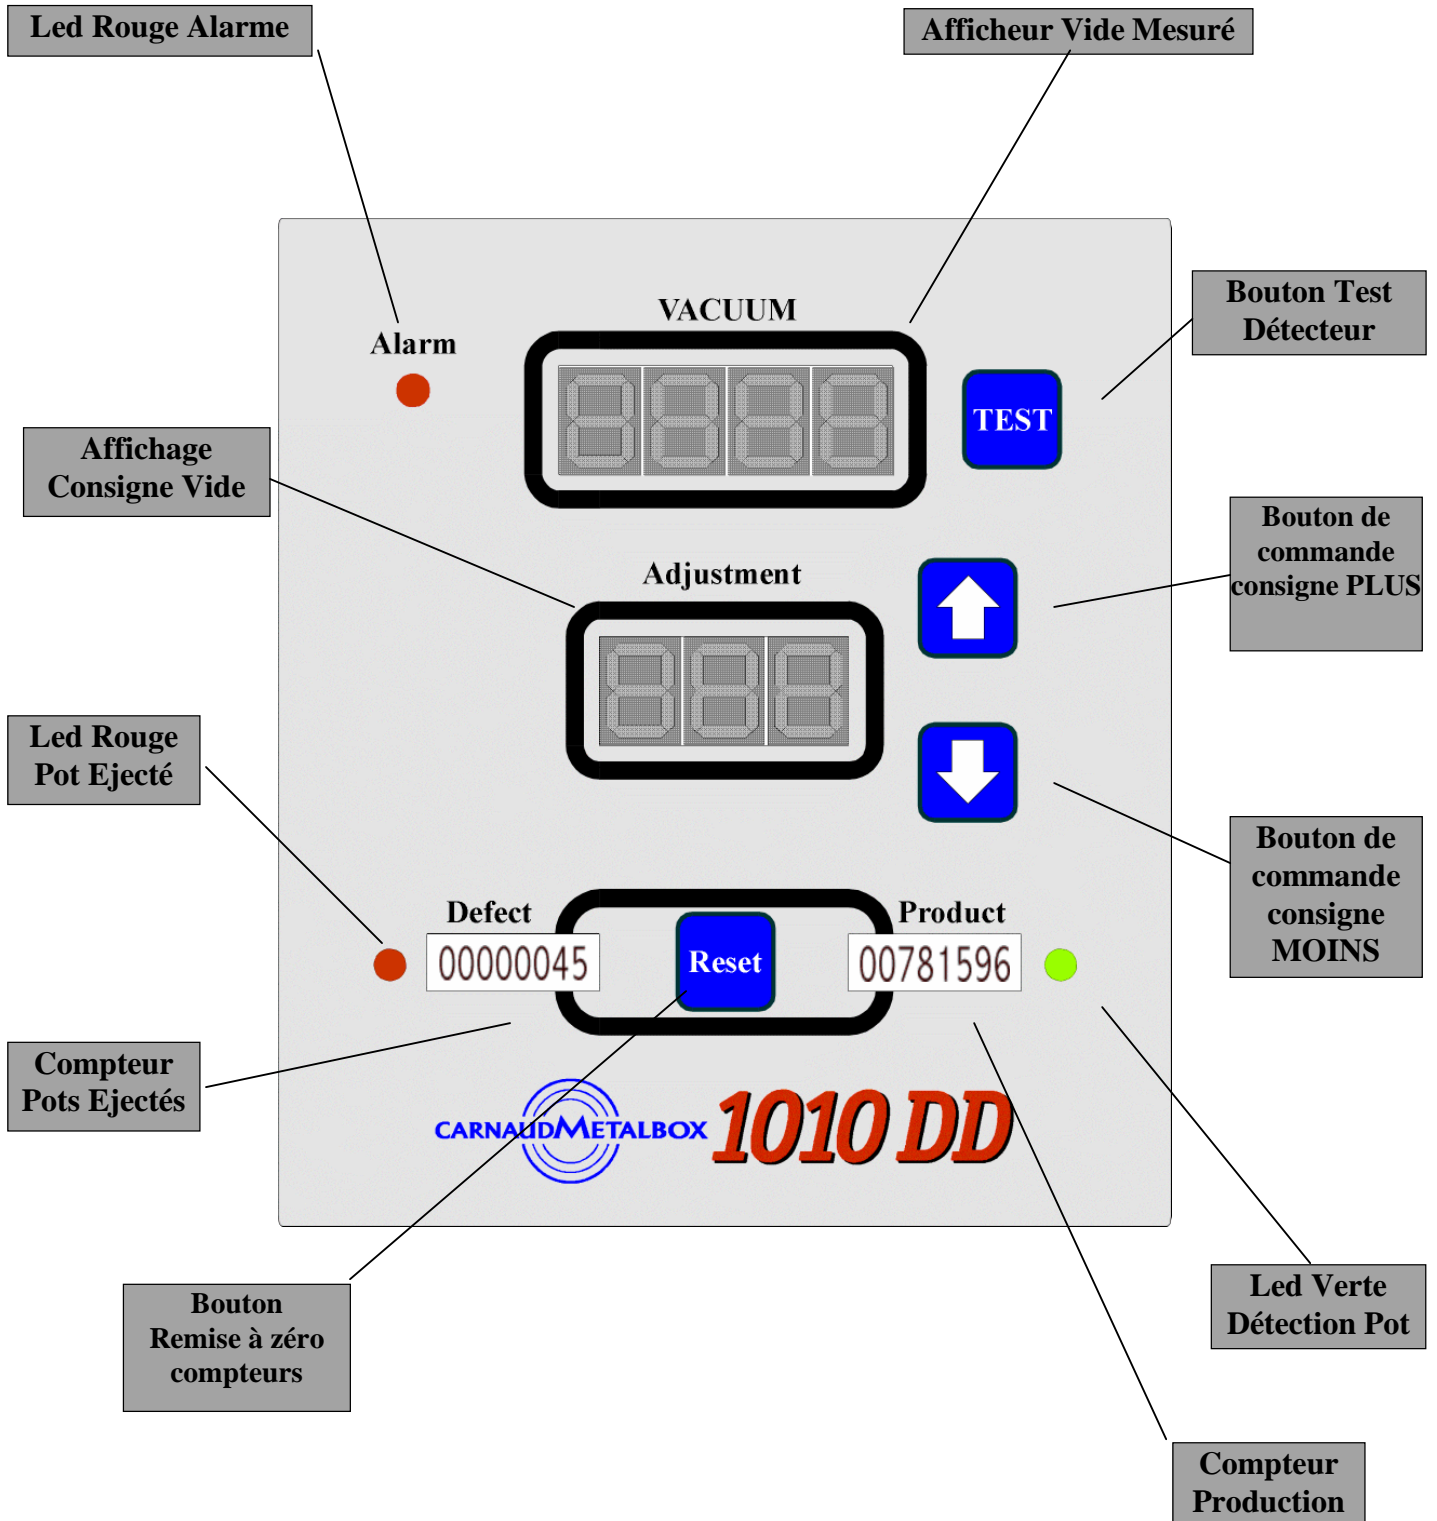 Led Rouge Alarme
Afficheur Vide Mesuré
VACUUM
Alarm
Bouton Test
Détecteur
TEST
Affichage
Consigne Vide
Bouton de
commande
consigne PLUS
Adjustment
Led Rouge
Pot Ejecté
Bouton de
commande
consigne
MOINS
Defect
Product
00000045
Reset
00781596
Compteur
Pots Ejectés
CARNAUDMETALBOX
1010 DD
Bouton
Remise à zéro
compteurs
Led Verte
Détection Pot
Compteur
Production